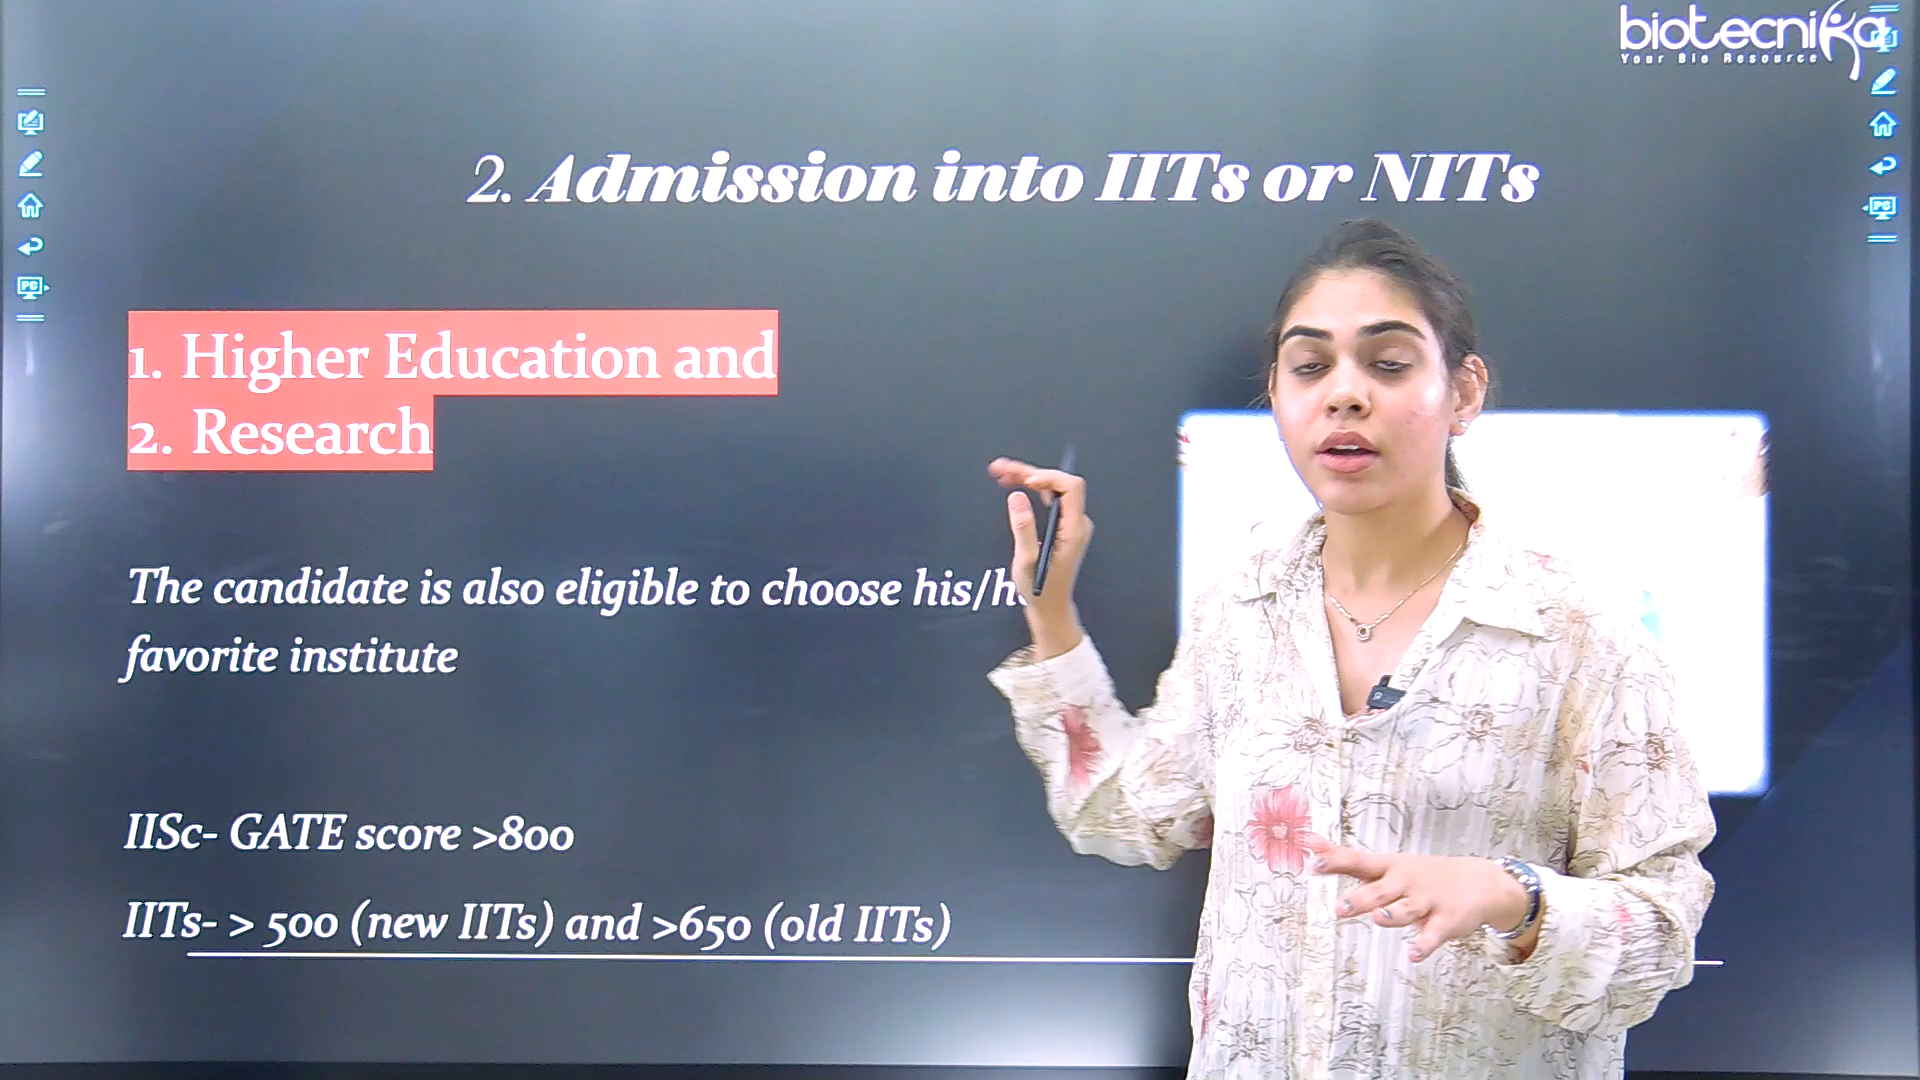 biotecnika
Your Bio Resource
2. Admission into IITs or NITs
1. Higher Education and
2. Research
The candidate is also eligible to choose his/
favorite institute
IISc- GATE score >800
IITs- > 500 (new IITs) and >650 (old IITs)
PC
PC